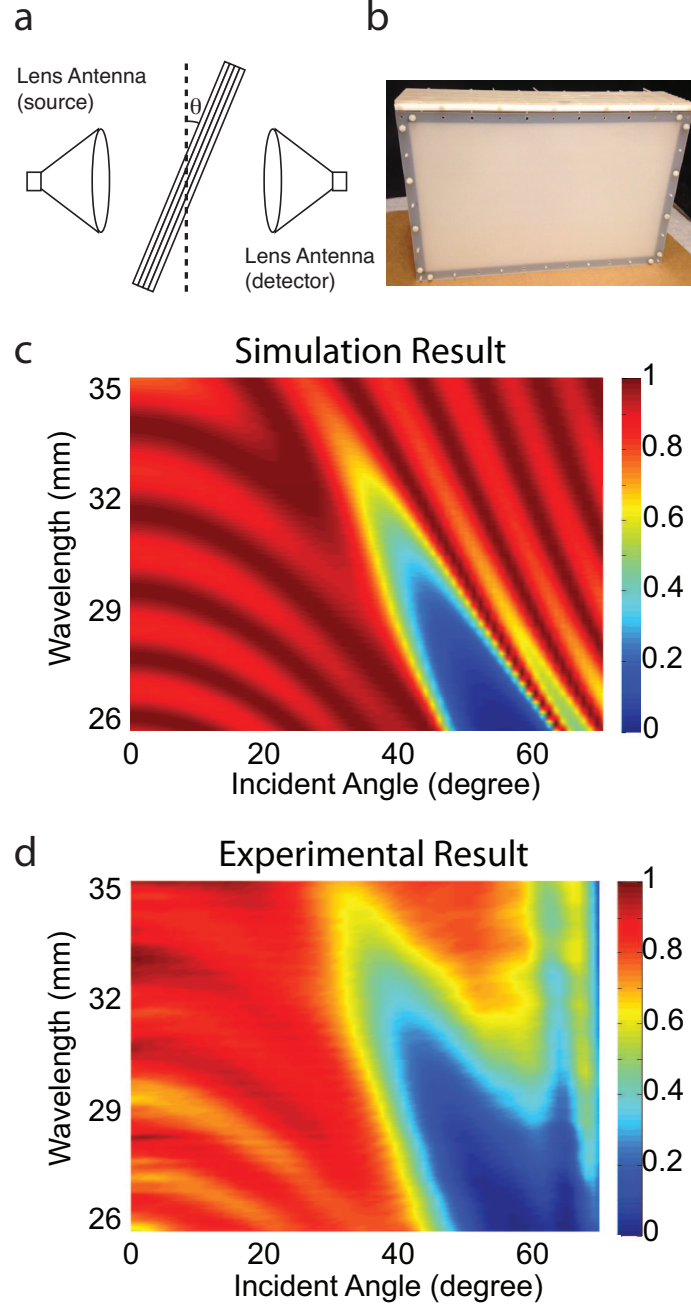 a
Lens Antenna
(source)
θ
Lens Antenna
(detector)
b
c
Simulation Result
Wavelength (mm)
35
32
29
26
0
20
40
60
Incident Angle (degree)
1
0.8
0.6
0.4
0.2
0
d
Experimental Result
Wavelength (mm)
35
32
29
26
0
20
40
60
Incident Angle (degree)
1
0.8
0.6
0.4
0.2
0